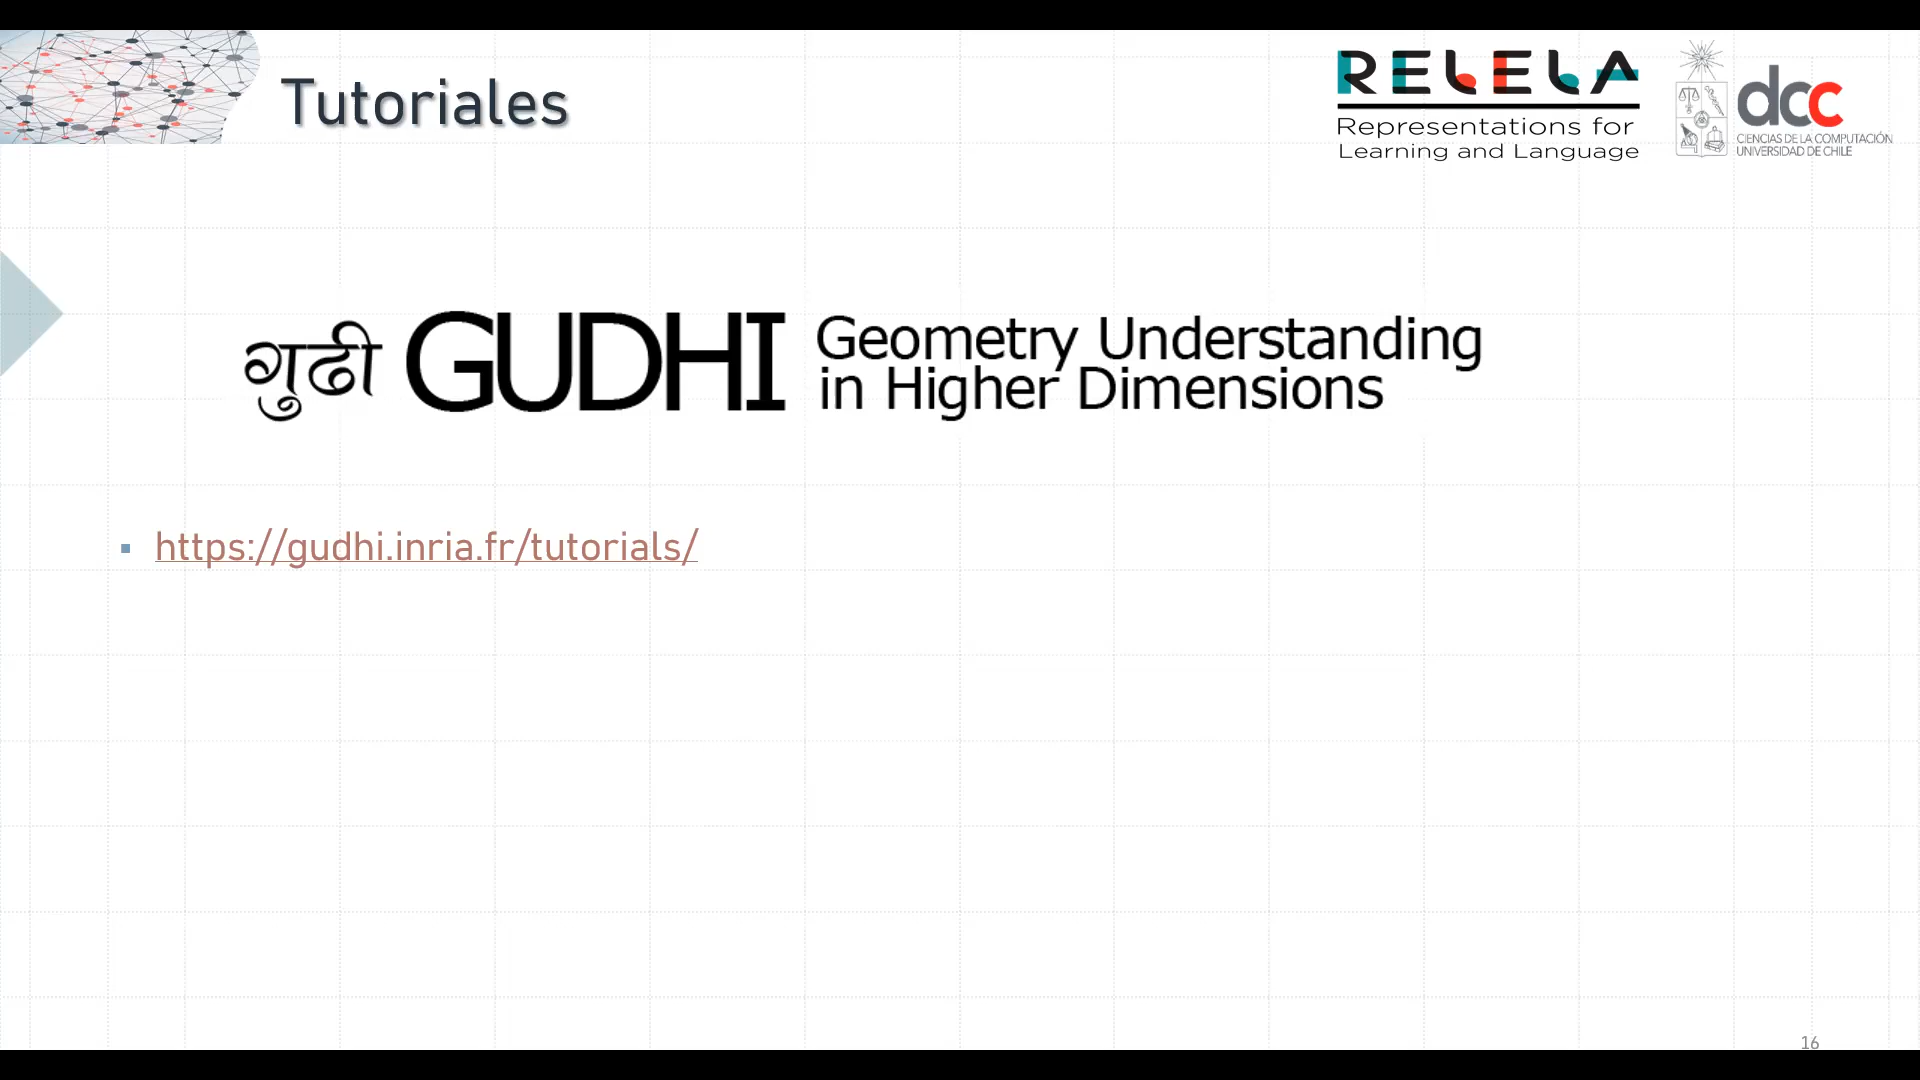 Tutoriales
RELELA
Representations for
Learning and Language
dcc
CIENCIAS DE LA COMPUTACIÓN
UNIVERSIDAD DE CHILE
गुढी GUDHI Geometry Understanding
in Higher Dimensions
https://gudhi.inria.fr/tutorials/
16